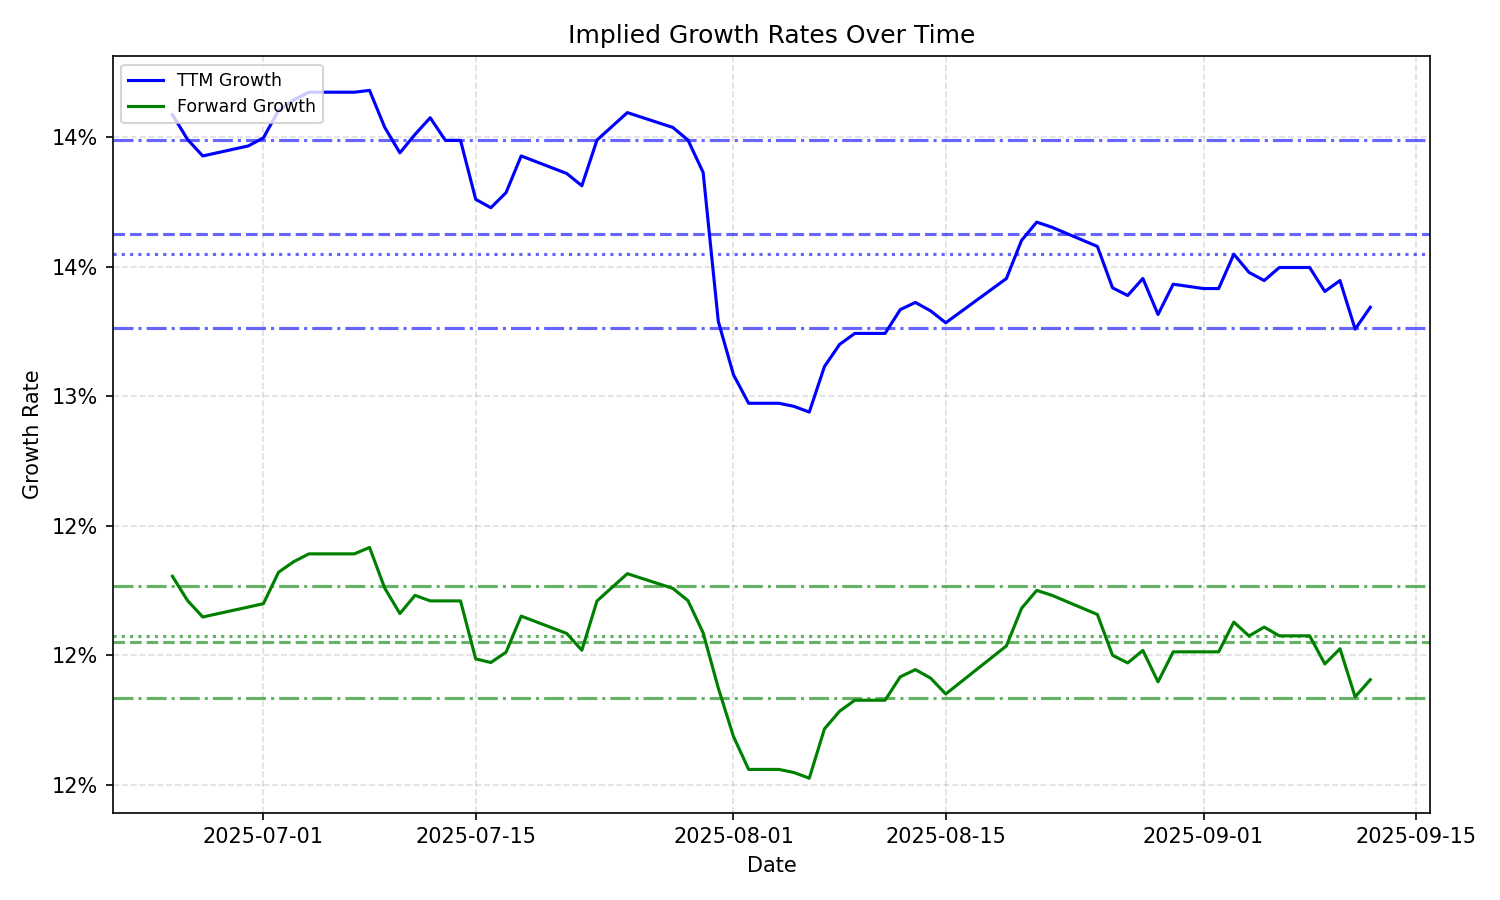 Implied Growth Rates Over Time
TTM Growth
Forward Growth
14%
14%
13%
12%
12%
12%
Growth Rate
2025-07-01
2025-07-15
2025-08-01
2025-08-15
2025-09-01
2025-09-15
Date